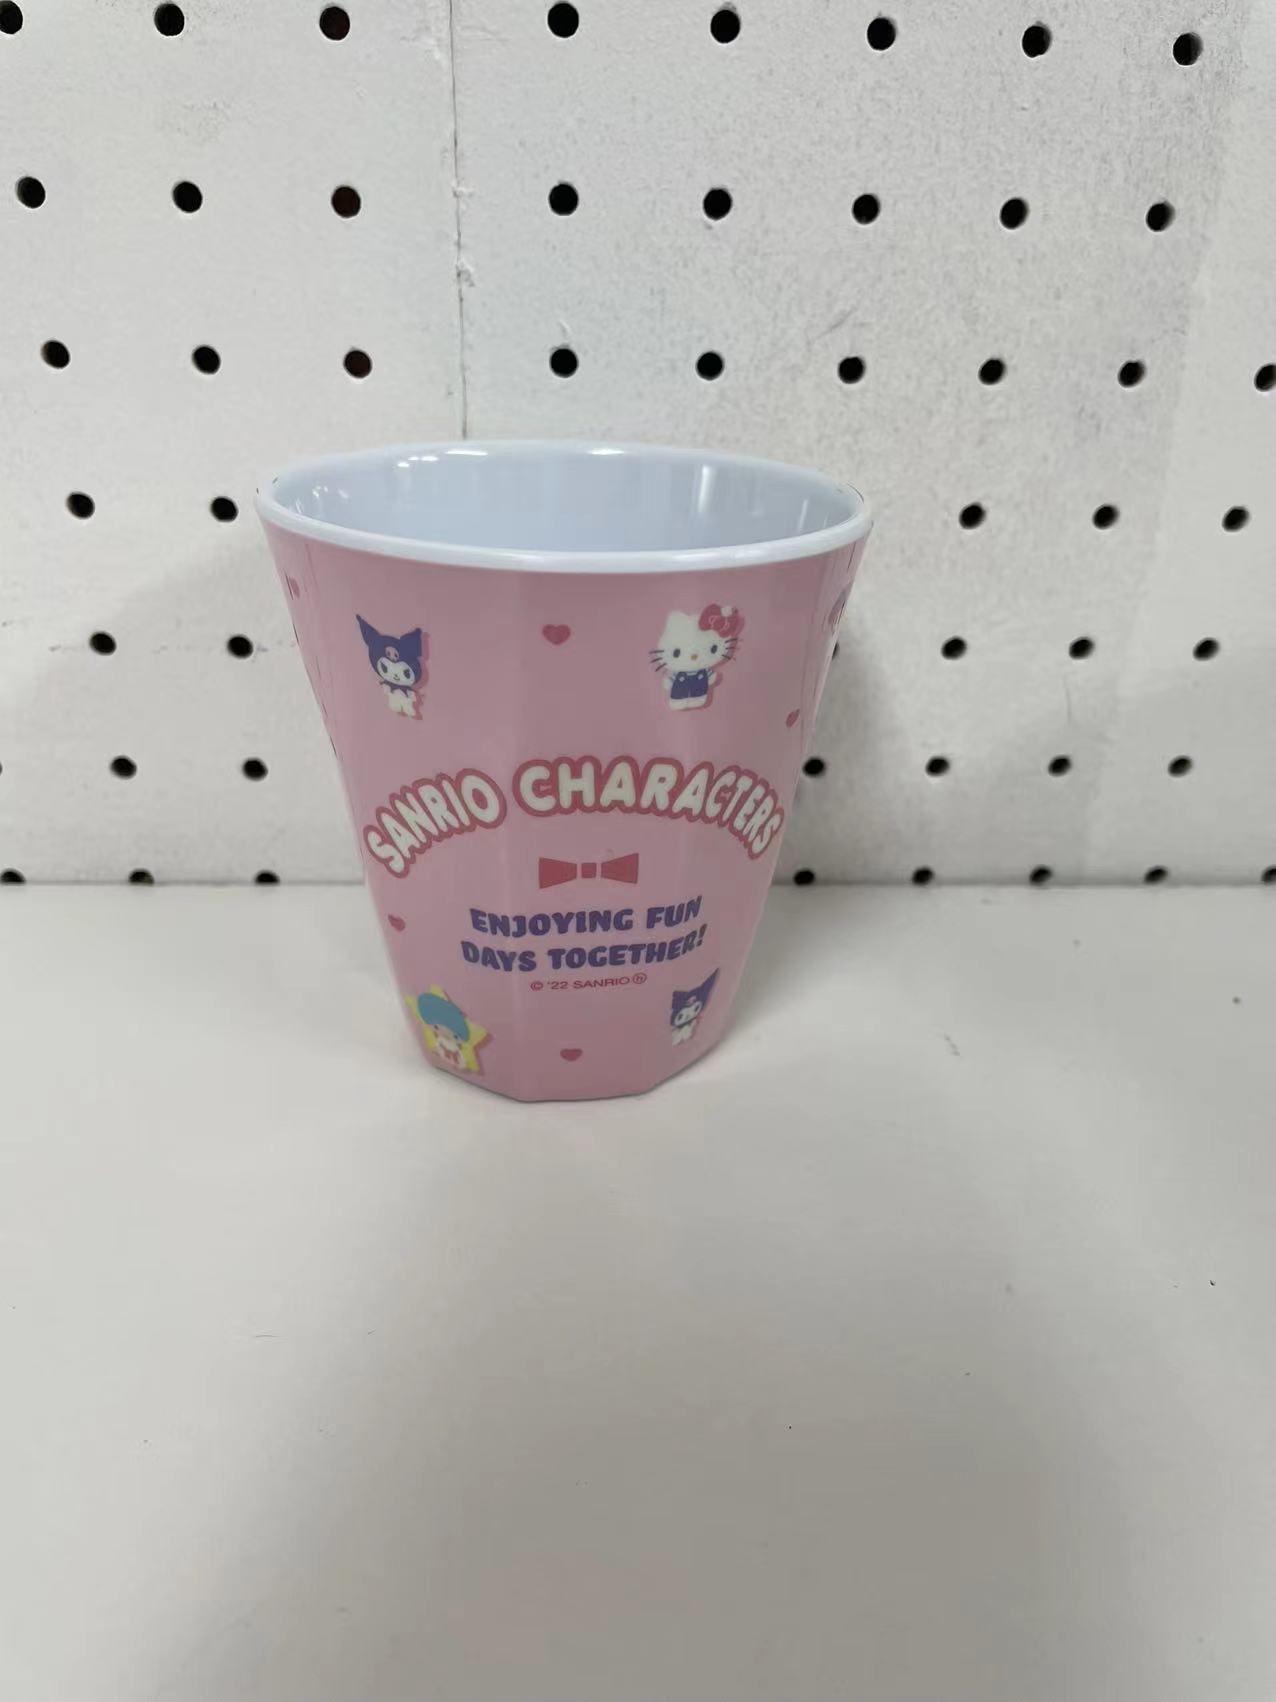 SANRIO CHARACTERS
ENJOYING FUN
DAYS TOGETHER!
© '22 SANRIO ⓗ